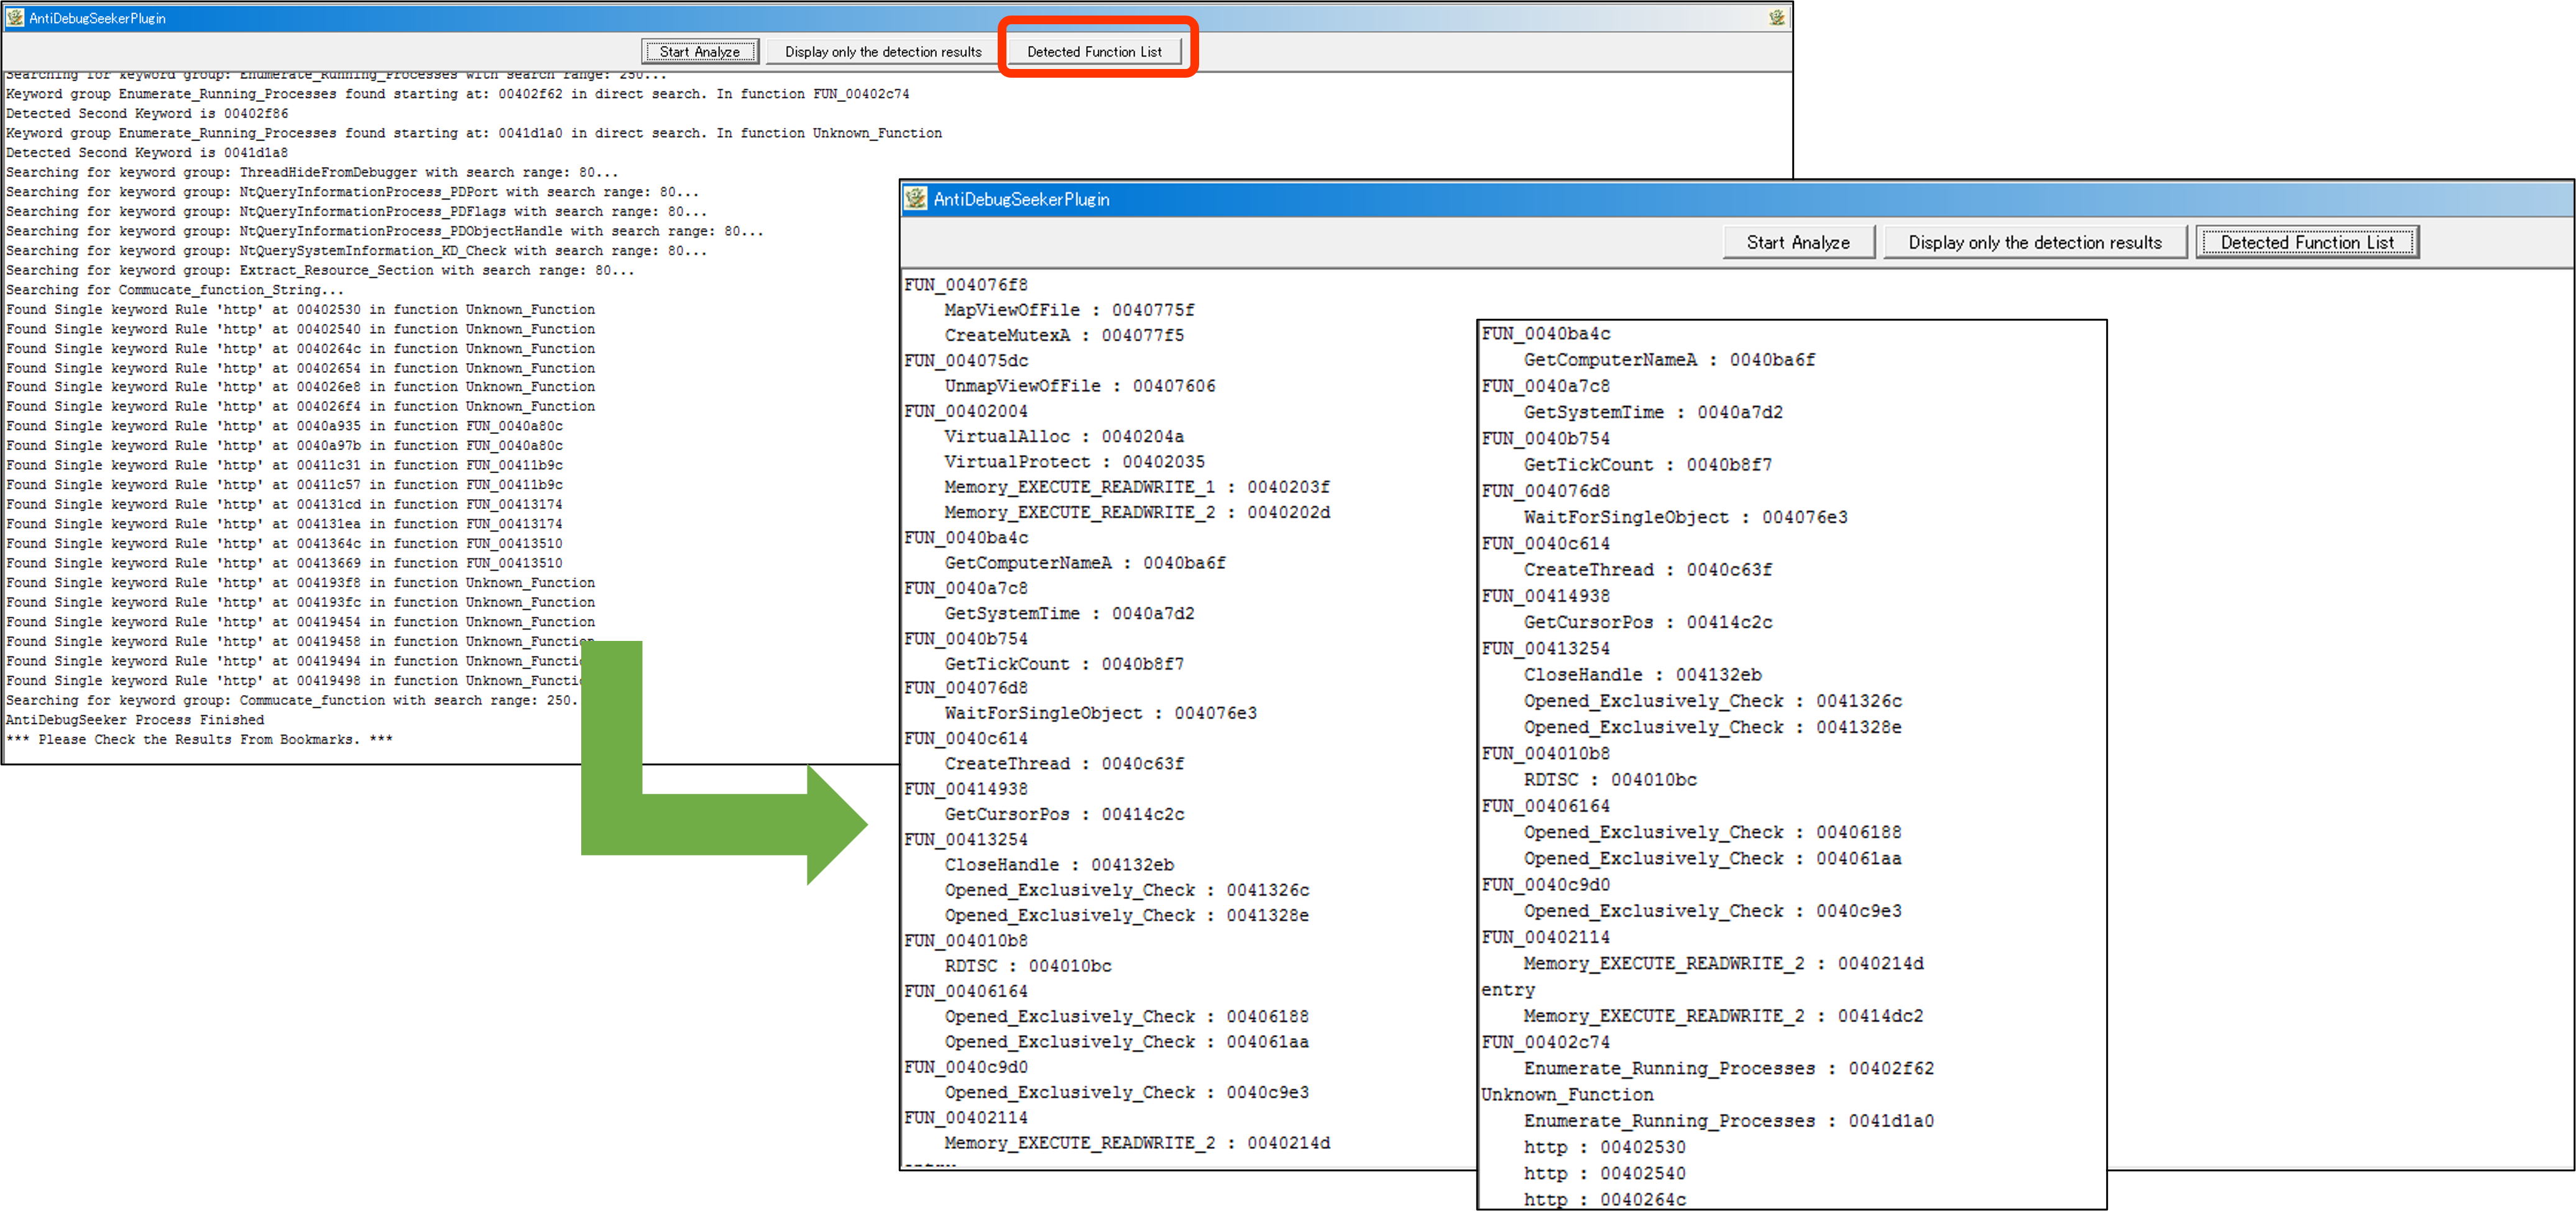 AntiDebugSeekerPlugin
Start Analyze
Display only the detection results
Detected Function List
Searching for keyword group: Enumerate_Running_Processes with search range: 250...
Keyword group Enumerate_Running_Processes found starting at: 00402f62 in direct search. In function FUN_00402c74
Detected Second Keyword is 00402f86
Keyword group Enumerate_Running_Processes found starting at: 0041d1a0 in direct search. In function Unknown_Function
Detected Second Keyword is 0041d1a8
Searching for keyword group: ThreadHideFromDebugger with search range: 80...
Searching for keyword group: NtQueryInformationProcess_PDPort with search range: 80...
Searching for keyword group: NtQueryInformationProcess_PDFlags with search range: 80...
Searching for keyword group: NtQueryInformationProcess_PDObjectHandle with search range: 80...
Searching for keyword group: NtQuerySystemInformation_KD_Check with search range: 80...
Searching for keyword group: Extract_Resource_Section with search range: 80...
Searching for Commucate_function_String...
Found Single keyword Rule 'http' at 00402530 in function Unknown_Function
Found Single keyword Rule 'http' at 00402540 in function Unknown_Function
Found Single keyword Rule 'http' at 0040264c in function Unknown_Function
Found Single keyword Rule 'http' at 00402654 in function Unknown_Function
Found Single keyword Rule 'http' at 004026e8 in function Unknown_Function
Found Single keyword Rule 'http' at 004026f4 in function Unknown_Function
Found Single keyword Rule 'http' at 0040a935 in function FUN_0040a80c
Found Single keyword Rule 'http' at 0040a97b in function FUN_0040a80c
Found Single keyword Rule 'http' at 00411c31 in function FUN_00411b9c
Found Single keyword Rule 'http' at 00411c57 in function FUN_00411b9c
Found Single keyword Rule 'http' at 004131cd in function FUN_00413174
Found Single keyword Rule 'http' at 004131ea in function FUN_00413174
Found Single keyword Rule 'http' at 0041364c in function FUN_00413510
Found Single keyword Rule 'http' at 00413669 in function FUN_00413510
Found Single keyword Rule 'http' at 004193f8 in function Unknown_Function
Found Single keyword Rule 'http' at 004193fc in function Unknown_Function
Found Single keyword Rule 'http' at 00419454 in function Unknown_Function
Found Single keyword Rule 'http' at 00419458 in function Unknown_Function
Found Single keyword Rule 'http' at 00419494 in function Unknown_Functi
Found Single keyword Rule 'http' at 00419498 in function Unknown_Functi
Searching for keyword group: Commucate_function with search range: 250.
AntiDebugSeeker Process Finished
*** Please Check the Results From Bookmarks. ***
AntiDebugSeekerPlugin
Start Analyze
Display only the detection results
Detected Function List
FUN_004076f8
MapViewOfFile : 0040775f
CreateMutexA : 004077f5
FUN_004075dc
UnmapViewOfFile : 00407606
FUN_00402004
VirtualAlloc : 0040204a
VirtualProtect : 00402035
Memory_EXECUTE_READWRITE_1 : 0040203f
Memory_EXECUTE_READWRITE_2 : 0040202d
FUN_0040ba4c
GetComputerNameA : 0040ba6f
FUN_0040a7c8
GetSystemTime : 0040a7d2
FUN_0040b754
GetTickCount : 0040b8f7
FUN_004076d8
WaitForSingleObject : 004076e3
FUN_0040c614
CreateThread : 0040c63f
FUN_00414938
GetCursorPos : 00414c2c
FUN_00413254
CloseHandle : 004132eb
Opened_Exclusively_Check : 0041326c
Opened_Exclusively_Check : 0041328e
FUN_004010b8
RDTSC : 004010bc
FUN_00406164
Opened_Exclusively_Check : 00406188
Opened_Exclusively_Check : 004061aa
FUN_0040c9d0
Opened_Exclusively_Check : 0040c9e3
FUN_00402114
Memory_EXECUTE_READWRITE_2 : 0040214d
FUN_0040ba4c
GetComputerNameA : 0040ba6f
FUN_0040a7c8
GetSystemTime : 0040a7d2
FUN_0040b754
GetTickCount : 0040b8f7
FUN_004076d8
WaitForSingleObject : 004076e3
FUN_0040c614
CreateThread : 0040c63f
FUN_00414938
GetCursorPos : 00414c2c
FUN_00413254
CloseHandle : 004132eb
Opened_Exclusively_Check : 0041326c
Opened_Exclusively_Check : 0041328e
FUN_004010b8
RDTSC : 004010bc
FUN_00406164
Opened_Exclusively_Check : 00406188
Opened_Exclusively_Check : 004061aa
FUN_0040c9d0
Opened_Exclusively_Check : 0040c9e3
FUN_00402114
Memory_EXECUTE_READWRITE_2 : 0040214d
entry
Memory_EXECUTE_READWRITE_2 : 00414dc2
FUN_00402c74
Enumerate_Running_Processes : 00402f62
Unknown_Function
Enumerate_Running_Processes : 0041d1a0
http : 00402530
http : 00402540
http : 0040264c